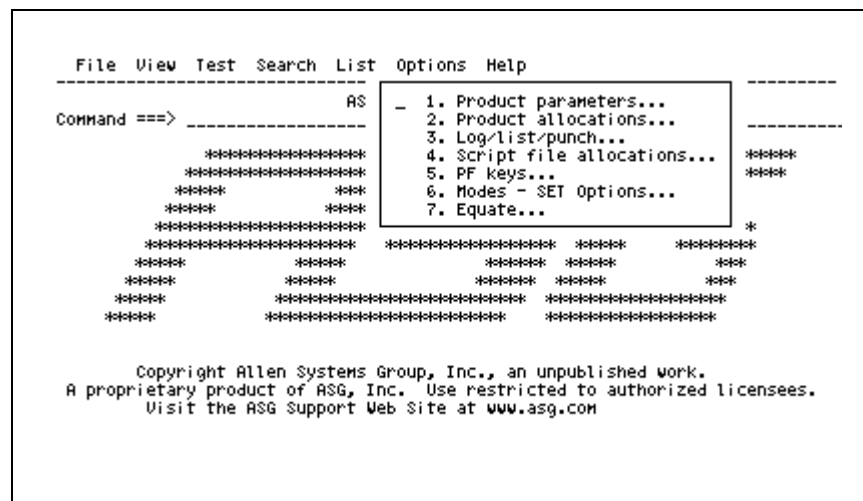 File View Test Search List Options Help
AS
Command ===> _
_ 1. Product parameters...
2. Product allocations...
3. Log/list/punch...
4. Script file allocations...
5. PF keys...
6. Modes - SET Options...
7. Equate...
Copyright Allen Systems Group, Inc., an unpublished work.
A proprietary product of ASG, Inc. Use restricted to authorized licensees.
Visit the ASG Support Web Site at www.asg.com